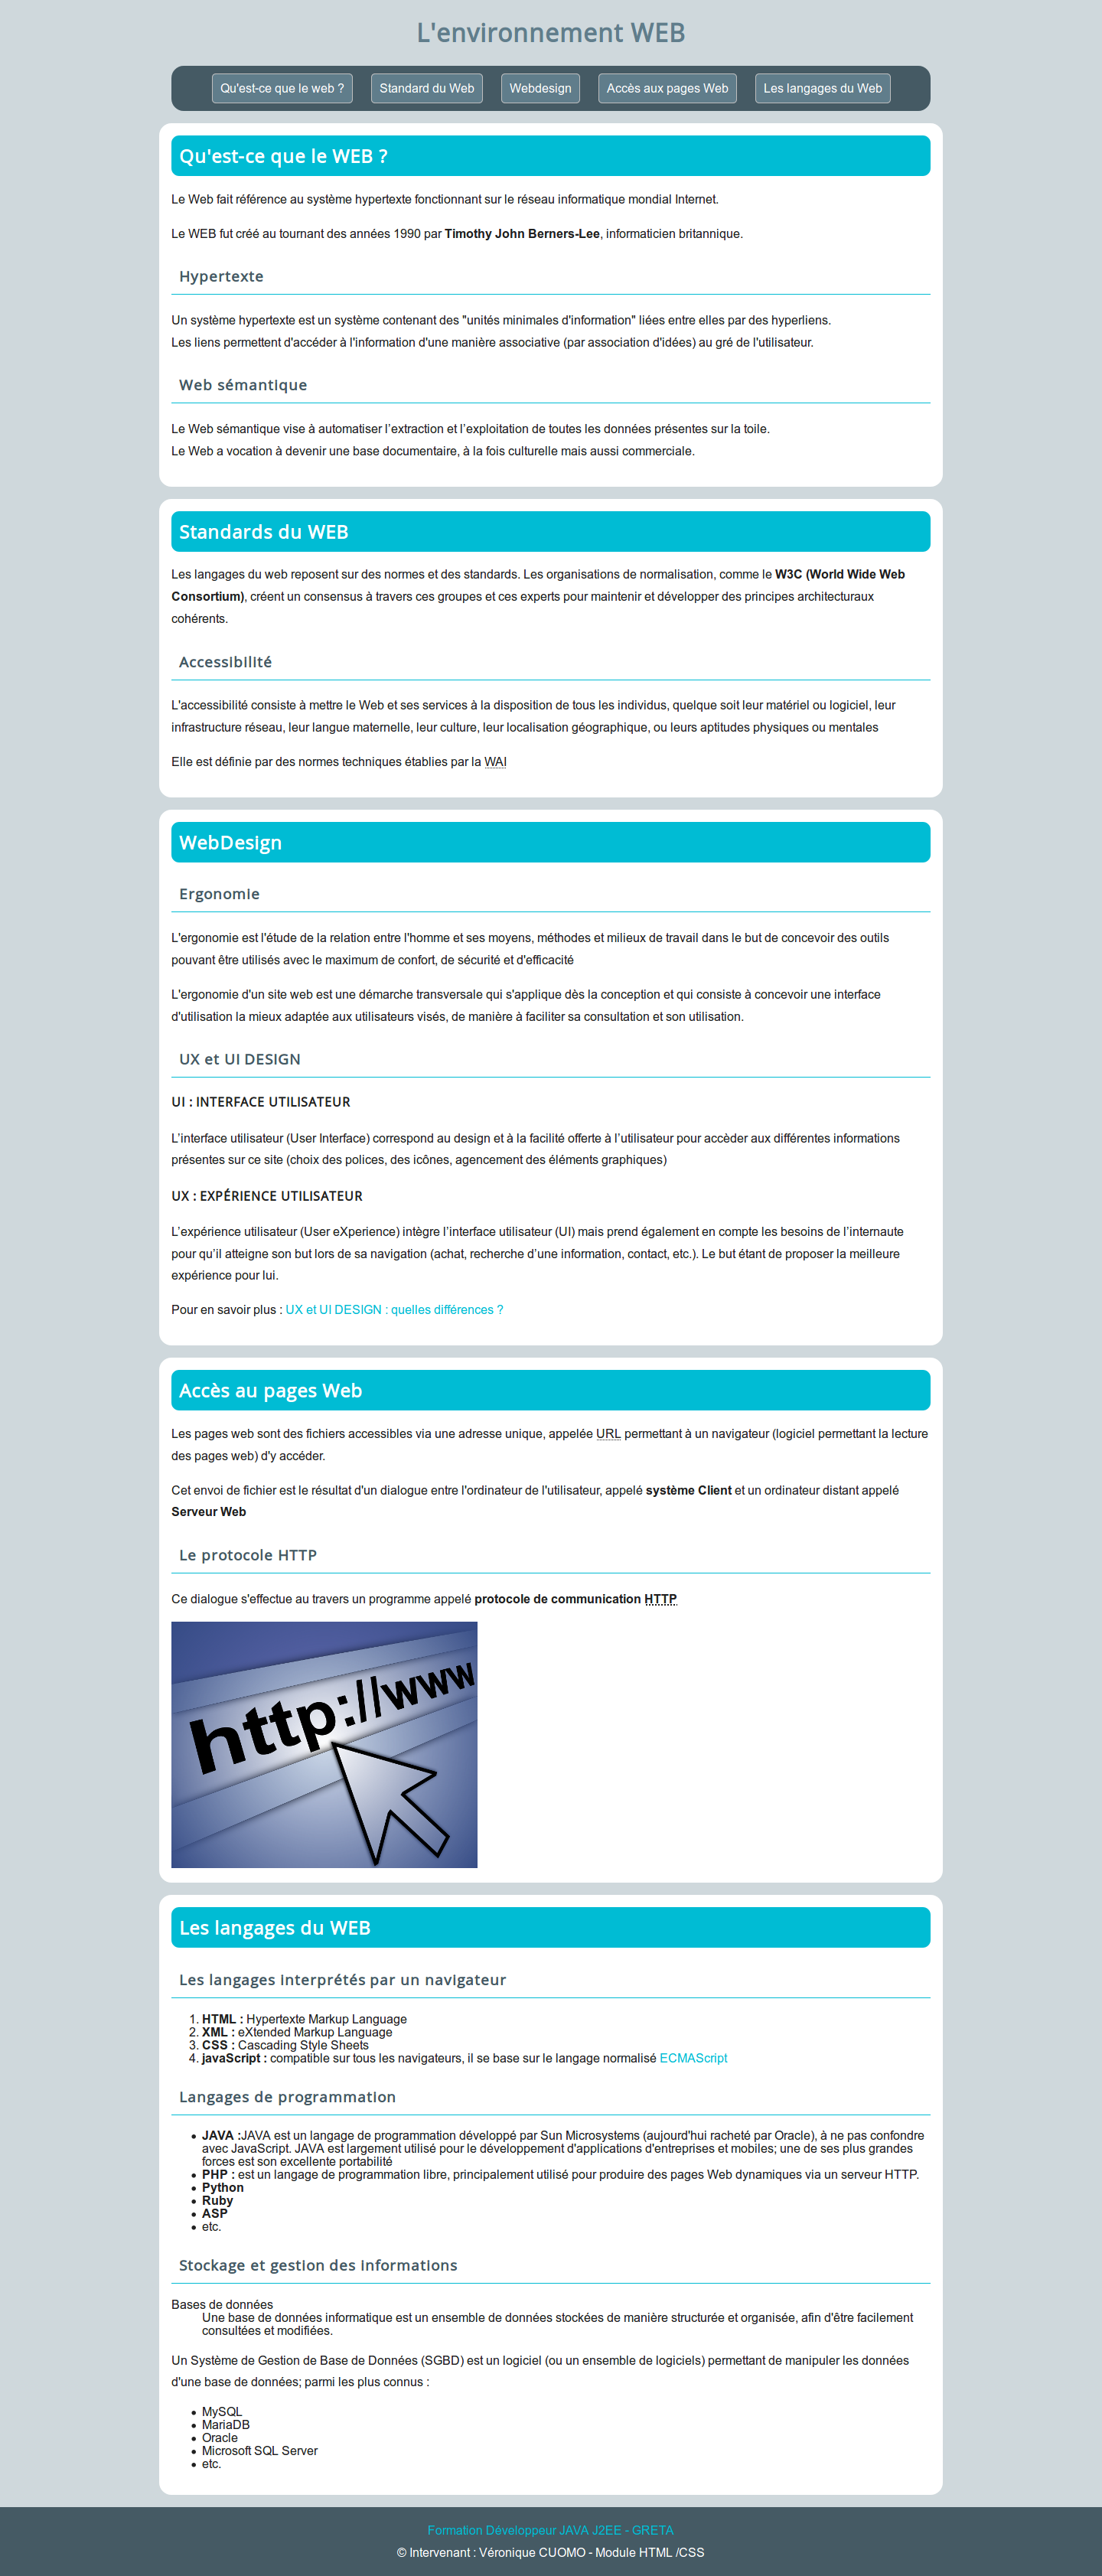 L'environnement WEB
Qu'est-ce que le web ? Standard du Web Webdesign Accès aux pages Web Les langages du Web
Qu'est-ce que le WEB ?
Le Web fait référence au système hypertexte fonctionnant sur le réseau informatique mondial Internet.
Le WEB fut créé au tournant des années 1990 par Timothy John Berners-Lee, informaticien britannique.
Hypertexte
Un système hypertexte est un système contenant des "unités minimales d'information" liées entre elles par des hyperliens.
Les liens permettent d'accéder à l'information d'une manière associative (par association d'idées) au gré de l'utilisateur.
Web sémantique
Le Web sémantique vise à automatiser l’extraction et l’exploitation de toutes les données présentes sur la toile.
Le Web a vocation à devenir une base documentaire, à la fois culturelle mais aussi commerciale.
Standards du WEB
Les langages du web reposent sur des normes et des standards. Les organisations de normalisation, comme le W3C (World Wide Web
Consortium), créent un consensus à travers ces groupes et ces experts pour maintenir et développer des principes architecturaux
cohérents.
Accessibilité
L'accessibilité consiste à mettre le Web et ses services à la disposition de tous les individus, quelque soit leur matériel ou logiciel, leur
infrastructure réseau, leur langue maternelle, leur culture, leur localisation géographique, ou leurs aptitudes physiques ou mentales
Elle est définie par des normes techniques établies par la WAI
WebDesign
Ergonomie
L'ergonomie est l'étude de la relation entre l'homme et ses moyens, méthodes et milieux de travail dans le but de concevoir des outils
pouvant être utilisés avec le maximum de confort, de sécurité et d'efficacité
L'ergonomie d'un site web est une démarche transversale qui s'applique dès la conception et qui consiste à concevoir une interface
d'utilisation la mieux adaptée aux utilisateurs visés, de manière à faciliter sa consultation et son utilisation.
UX et UI DESIGN
UI : INTERFACE UTILISATEUR
L’interface utilisateur (User Interface) correspond au design et à la facilité offerte à l’utilisateur pour accèder aux différentes informations
présentes sur ce site (choix des polices, des icônes, agencement des éléments graphiques)
UX : EXPÉRIENCE UTILISATEUR
L’expérience utilisateur (User eXperience) intègre l’interface utilisateur (UI) mais prend également en compte les besoins de l’internaute
pour qu’il atteigne son but lors de sa navigation (achat, recherche d’une information, contact, etc.). Le but étant de proposer la meilleure
expérience pour lui.
Pour en savoir plus : UX et UI DESIGN : quelles différences ?
Accès au pages Web
Les pages web sont des fichiers accessibles via une adresse unique, appelée URL permettant à un navigateur (logiciel permettant la lecture
des pages web) d'y accéder.
Cet envoi de fichier est le résultat d'un dialogue entre l'ordinateur de l'utilisateur, appelé système Client et un ordinateur distant appelé
Serveur Web
Le protocole HTTP
Ce dialogue s'effectue au travers un programme appelé protocole de communication HTTP
http://www
Les langages du WEB
Les langages interprétés par un navigateur
1. HTML : Hypertexte Markup Language
2. XML : eXtended Markup Language
3. CSS : Cascading Style Sheets
4. javaScript : compatible sur tous les navigateurs, il se base sur le langage normalisé ECMAScript
Langages de programmation
• JAVA :JAVA est un langage de programmation développé par Sun Microsystems (aujourd'hui racheté par Oracle), à ne pas confondre
avec JavaScript. JAVA est largement utilisé pour le développement d'applications d'entreprises et mobiles; une de ses plus grandes
forces est son excellente portabilité
• PHP : est un langage de programmation libre, principalement utilisé pour produire des pages Web dynamiques via un serveur HTTP.
• Python
• Ruby
• ASP
• etc.
Stockage et gestion des informations
Bases de données
Une base de données informatique est un ensemble de données stockées de manière structurée et organisée, afin d'être facilement
consultées et modifiées.
Un Système de Gestion de Base de Données (SGBD) est un logiciel (ou un ensemble de logiciels) permettant de manipuler les données
d'une base de données; parmi les plus connus :
• MySQL
• MariaDB
• Oracle
• Microsoft SQL Server
• etc.
Formation Développeur JAVA J2EE - GRETA
© Intervenant : Véronique CUOMO - Module HTML /CSS